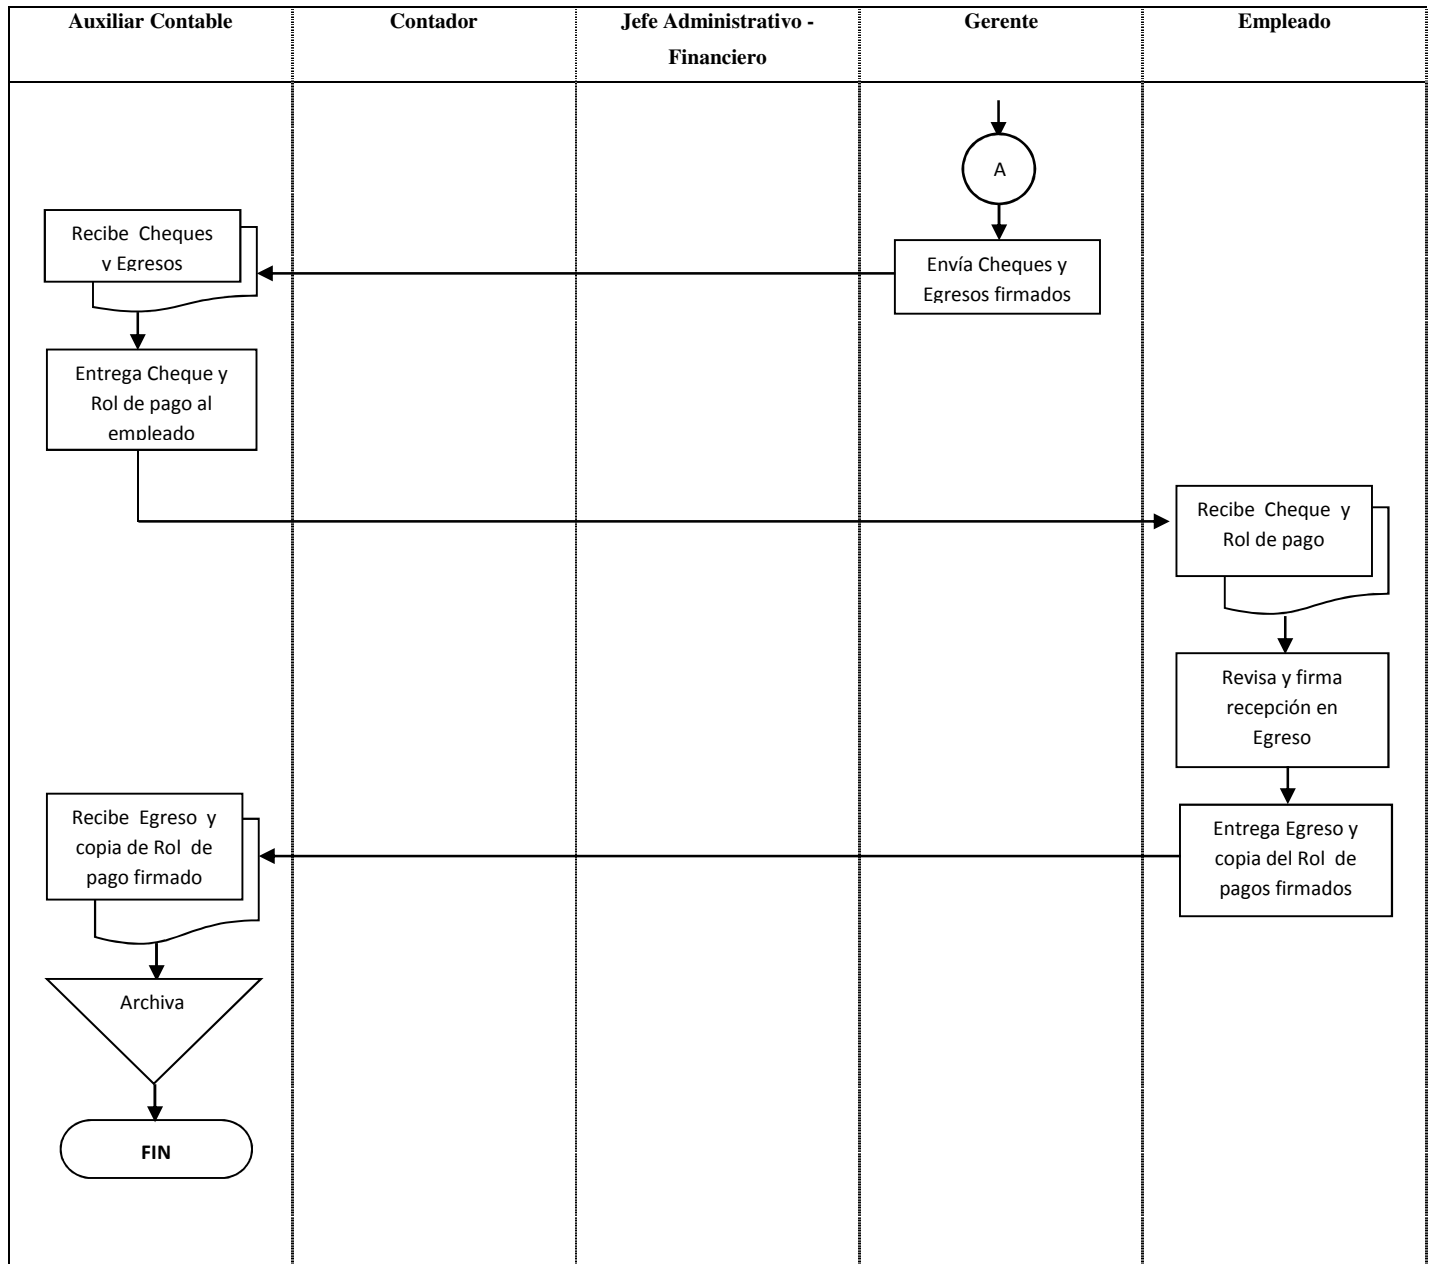 Auxiliar Contable
Contador
Jefe Administrativo -
Financiero
Gerente
Empleado
A
Recibe Cheques
y Egresos
Envía Cheques y
Egresos firmados
Entrega Cheque y
Rol de pago al
empleado
Recibe Cheque y
Rol de pago
Revisa y firma
recepción en
Egreso
Recibe Egreso y
copia de Rol de
pago firmado
Entrega Egreso y
copia del Rol de
pagos firmados
Archiva
FIN